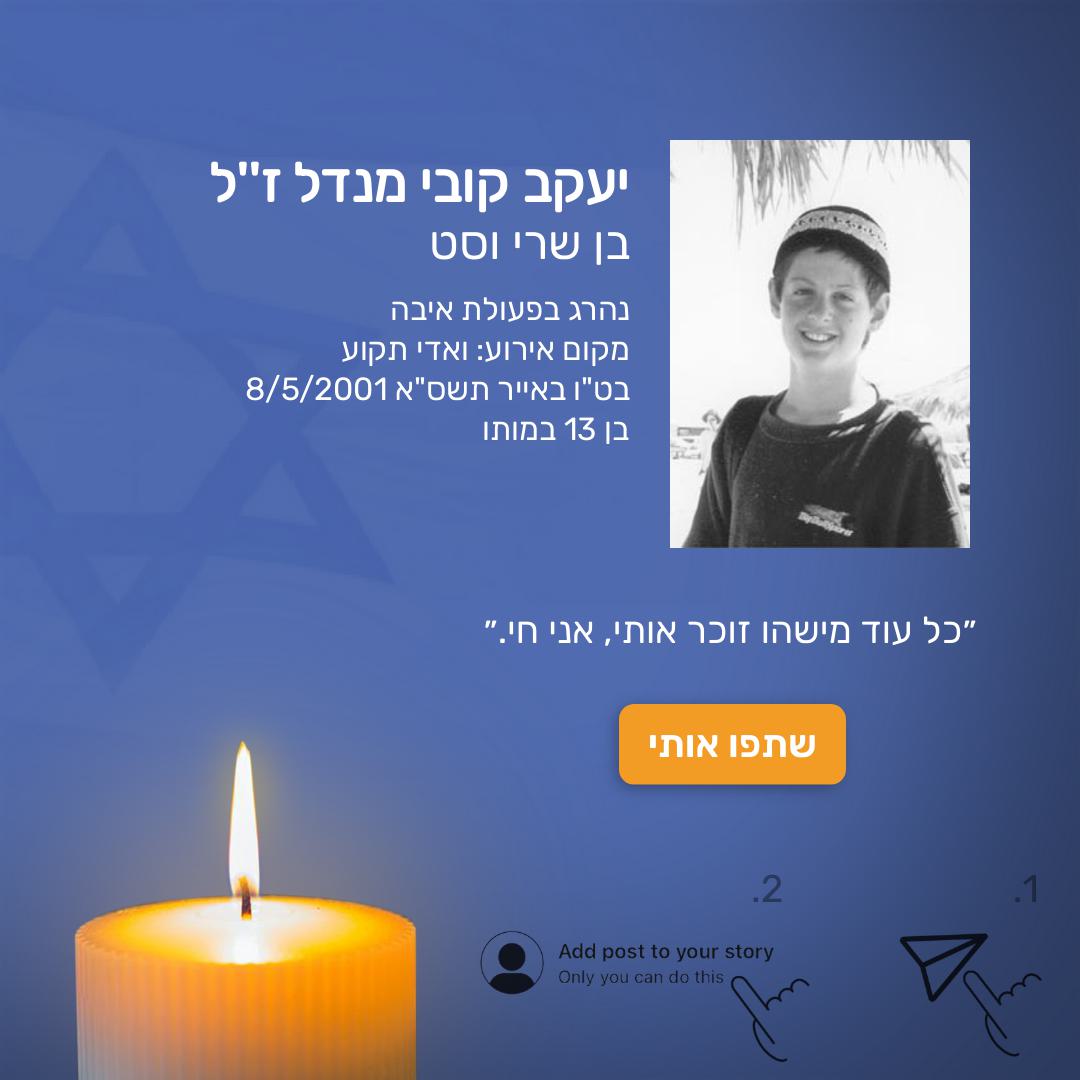 יעקב קובי מנדל ז"ל
בן שרי וסט
נהרג בפעולת איבה
מקום אירוע: ואדי תקוע
בט"ו באייר תשס"א 8/5/2001
בן 13 במותו
״כל עוד מישהו זוכר אותי, אני חי.״
שתפו אותי
1.
2.
Add post to your story
Only you can do this